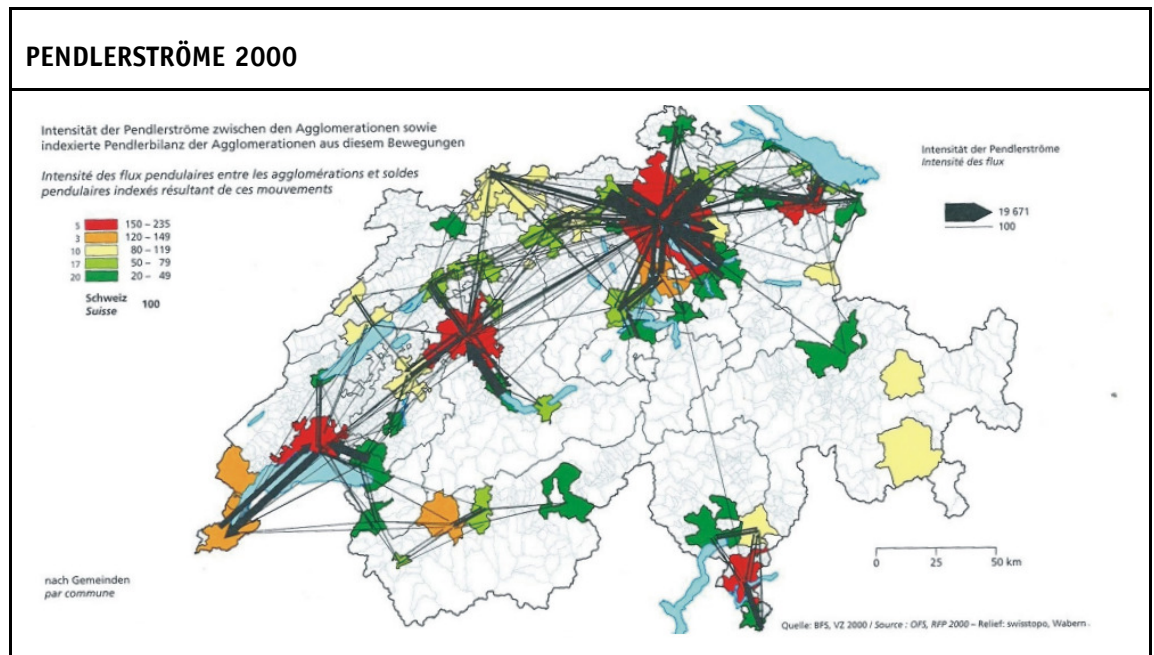 PENDLERSTRÖME 2000
Intensität der Pendlerströme zwischen den Agglomerationen sowie
indexierte Pendlerbilanz der Agglomerationen aus diesem Bewegungen
Intensité des flux pendulaires entre les agglomérations et soldes
pendulaires indexés résultant de ces mouvements
5 150 – 235
3 120 – 149
10 80 – 119
17 50 – 79
20 20 – 49
Schweiz
Suisse 100
Intensität der Pendlerströme
Intensité des flux
19 671
100
0 25 50 km
nach Gemeinden
par commune
Quelle: BFS, VZ 2000 / Source : OFS, RFP 2000 – Relief: swisstopo, Wabern.